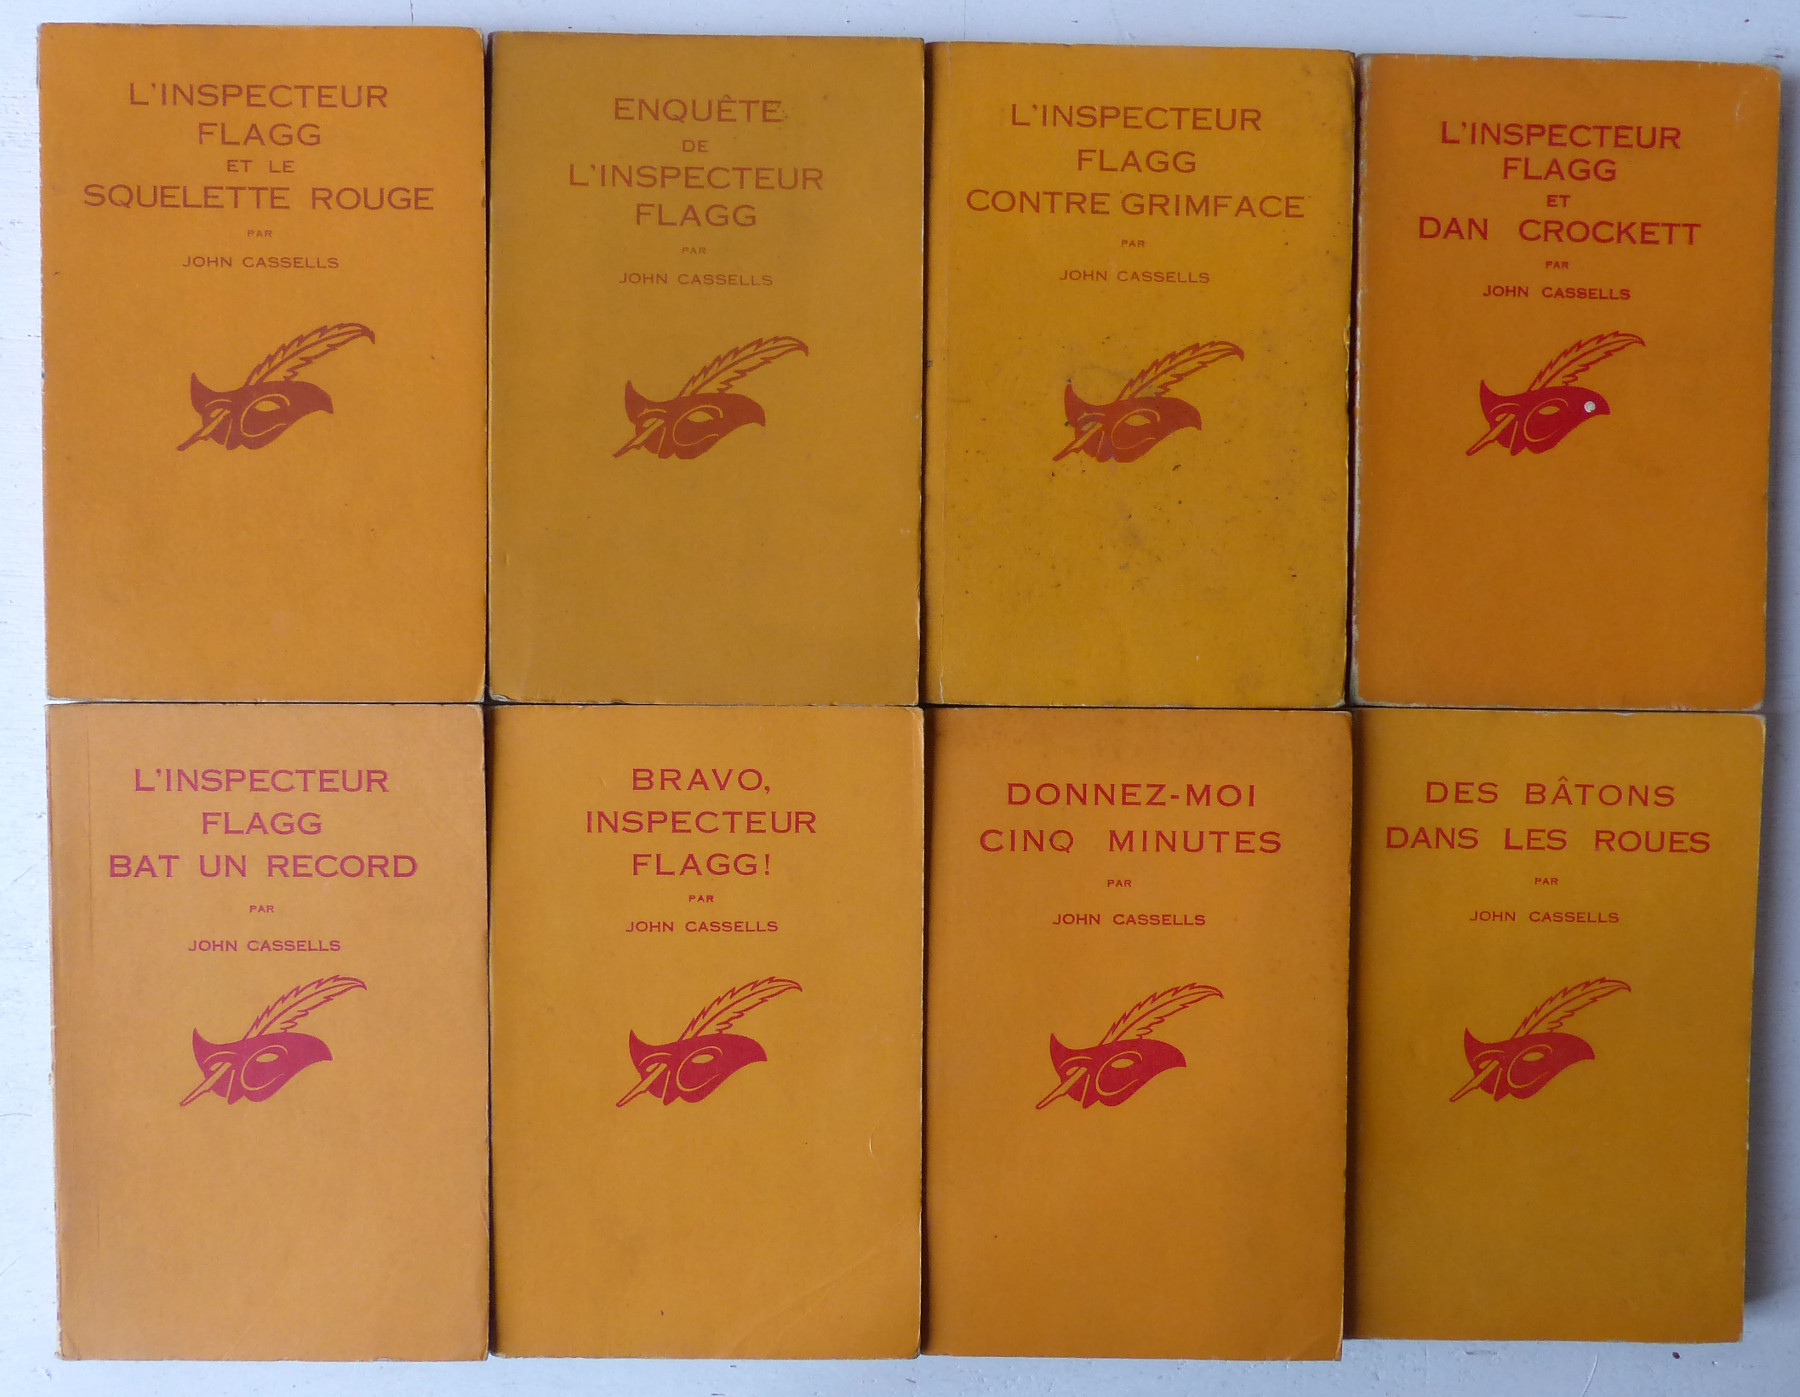 L'INSPECTEUR
FLAGG
ET LE
SQUELETTE ROUGE
PAR
JOHN CASSELLS
ENQUÊTE
DE
L'INSPECTEUR
FLAGG
PAR
JOHN CASSELLS
L'INSPECTEUR
FLAGG
CONTRE GRIMFACE
PAR
JOHN CASSELLS
L'INSPECTEUR
FLAGG
ET
DAN CROCKETT
PAR
JOHN CASSELLS
L'INSPECTEUR
FLAGG
BAT UN RECORD
PAR
JOHN CASSELLS
BRAVO,
INSPECTEUR
FLAGG!
PAR
JOHN CASSELLS
DONNEZ-MOI
CINQ MINUTES
PAR
JOHN CASSELLS
DES BÂTONS
DANS LES ROUES
PAR
JOHN CASSELLS